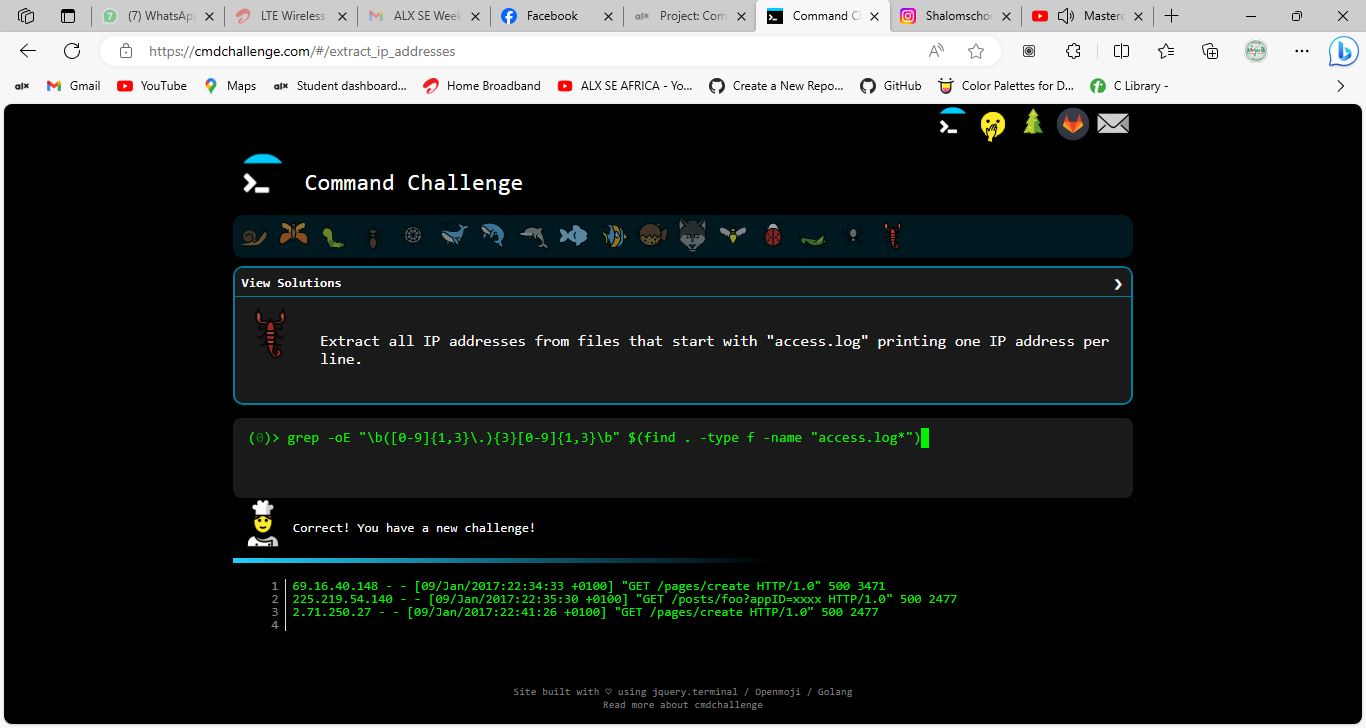 (7) WhatsAp
LTE Wireless
ALX SE Week
Facebook
Project: Com
Command Ch
Shalomscho
Masterc
https://cmdchallenge.com/#/extract_ip_addresses
alx
Gmail
YouTube
Maps
alx Student dashboard...
Home Broadband
ALX SE AFRICA - Yo...
Create a New Repo...
GitHub
Color Palettes for D...
C Library -
Command Challenge
View Solutions
Extract all IP addresses from files that start with "access.log" printing one IP address per
line.
(0)> grep -oE "\b([0-9]{1,3}\.){3}[0-9]{1,3}\b" $(find . -type f -name "access.log*")
Correct! You have a new challenge!
1 69.16.40.148 - - [09/Jan/2017:22:34:33 +0100] "GET /pages/create HTTP/1.0" 500 3471
2 225.219.54.140 - - [09/Jan/2017:22:35:30 +0100] "GET /posts/foo?appID=xxxx HTTP/1.0" 500 2477
3 2.71.250.27 - - [09/Jan/2017:22:41:26 +0100] "GET /pages/create HTTP/1.0" 500 2477
4
Site built with ♡ using jquery.terminal / Openmoji / Golang
Read more about cmdchallenge